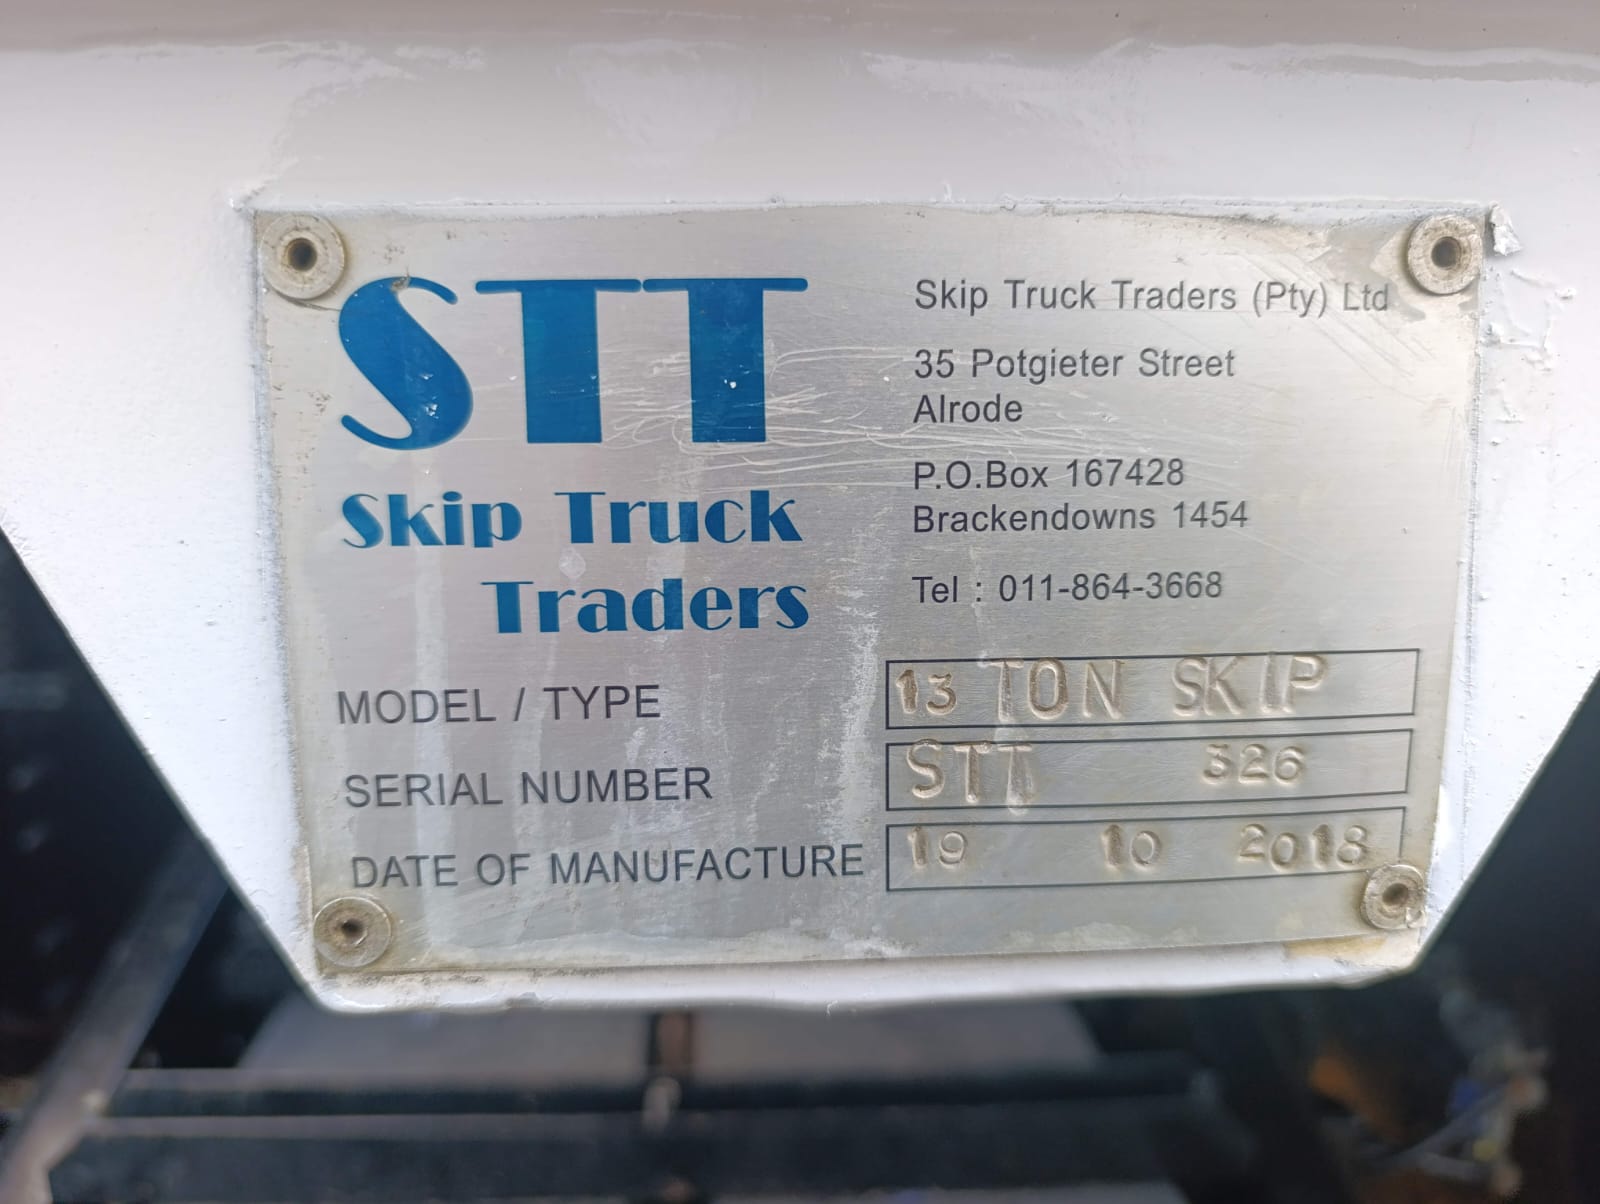 STT
Skip Truck
Traders
Skip Truck Traders (Pty) Ltd
35 Potgieter Street
Alrode
P.O.Box 167428
Brackendowns 1454
Tel : 011-864-3668
MODEL / TYPE 13 TON SKIP
SERIAL NUMBER STT 326
DATE OF MANUFACTURE 19 10 2018